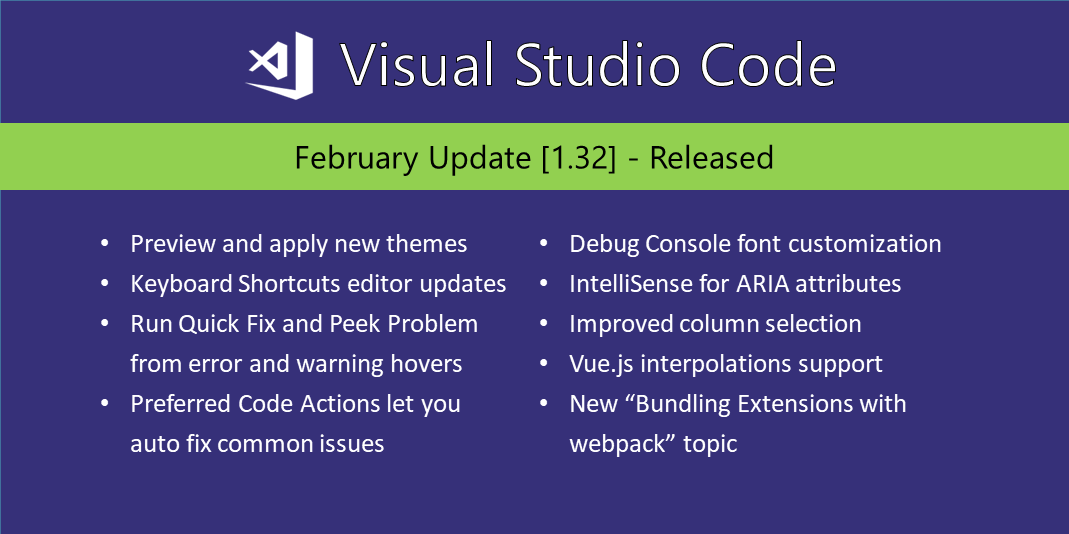 Visual Studio Code
February Update [1.32] - Released
• Preview and apply new themes
• Keyboard Shortcuts editor updates
• Run Quick Fix and Peek Problem
from error and warning hovers
• Preferred Code Actions let you
auto fix common issues
• Debug Console font customization
• IntelliSense for ARIA attributes
• Improved column selection
• Vue.js interpolations support
• New “Bundling Extensions with
webpack” topic